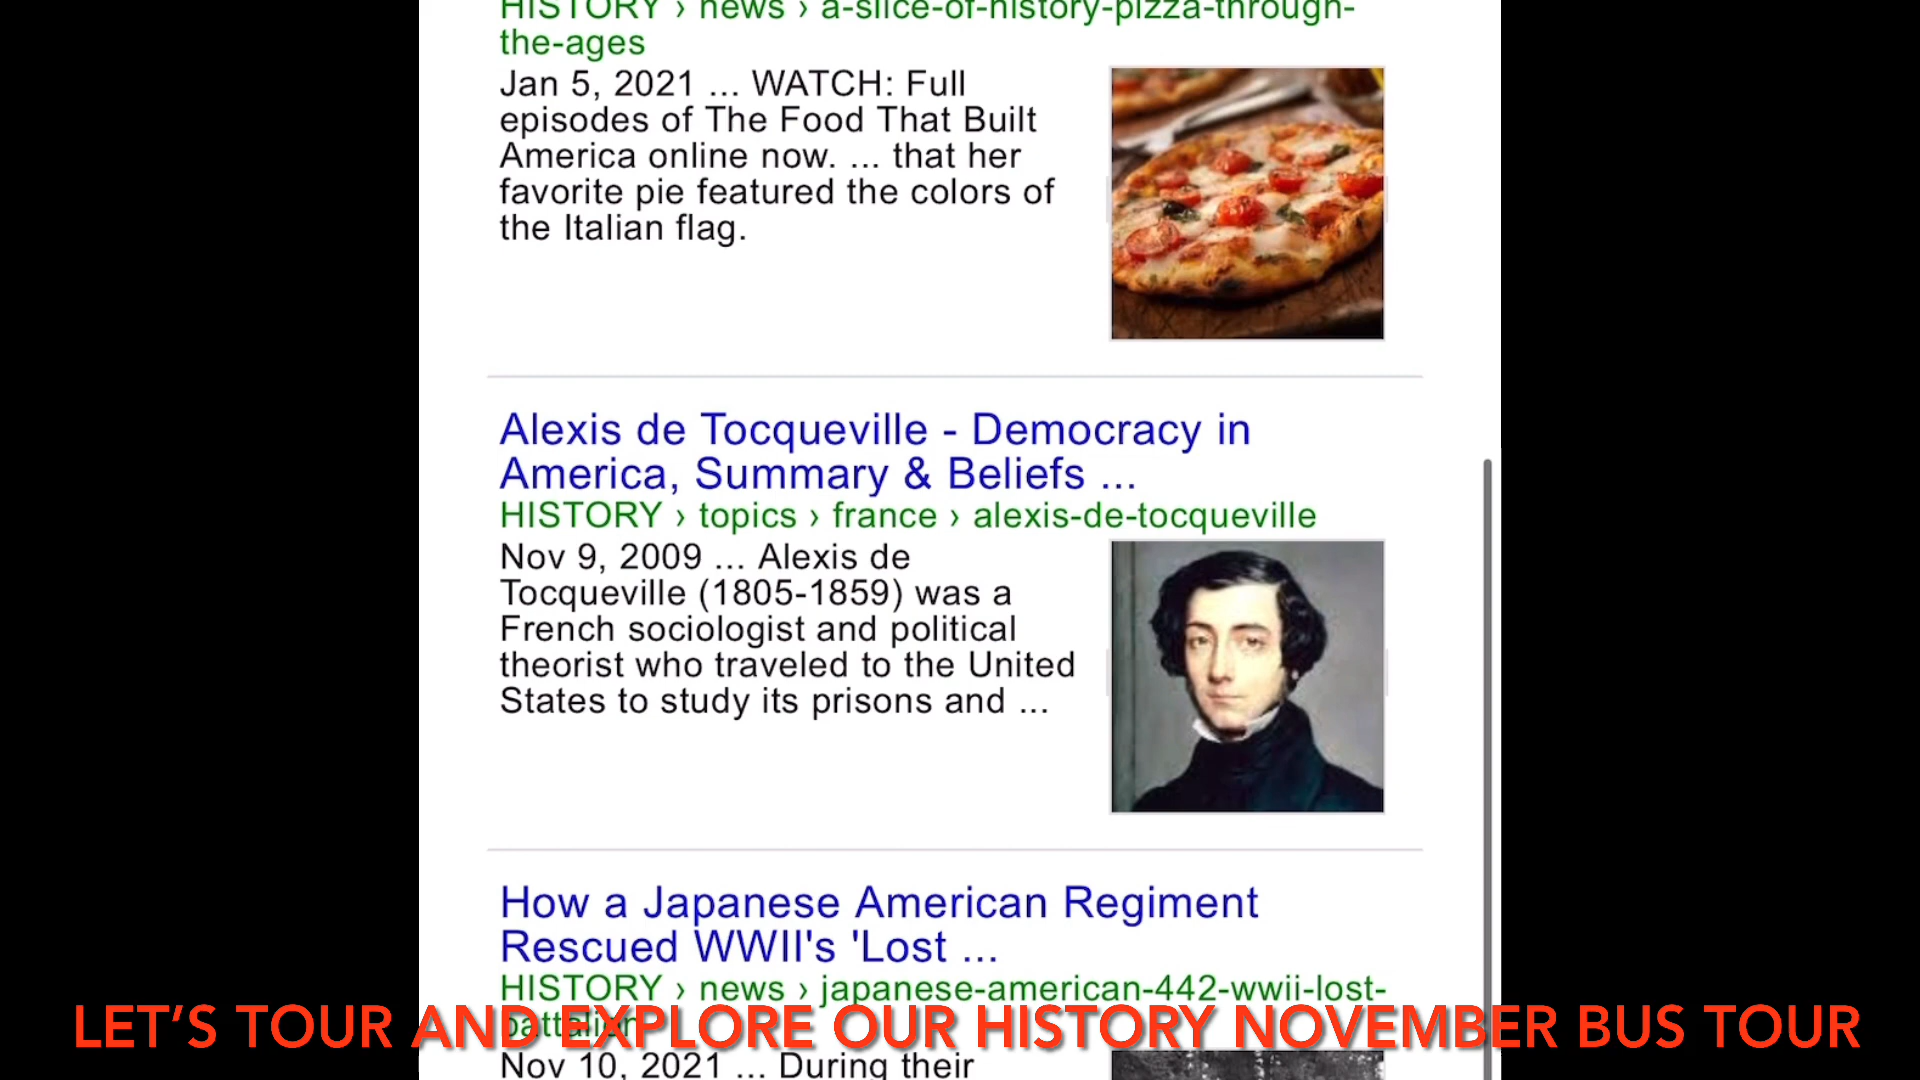 HISTORY › news › a-slice-of-history-pizza-through-
the-ages
Jan 5, 2021 ... WATCH: Full
episodes of The Food That Built
America online now. ... that her
favorite pie featured the colors of
the Italian flag.
Alexis de Tocqueville - Democracy in
America, Summary & Beliefs ...
HISTORY › topics › france › alexis-de-tocqueville
Nov 9, 2009 ... Alexis de
Tocqueville (1805-1859) was a
French sociologist and political
theorist who traveled to the United
States to study its prisons and ...
How a Japanese American Regiment
Rescued WWII's 'Lost ...
HISTORY › news › japanese-american-442-wwii-lost-
battalion
LET’S TOUR AND EXPLORE OUR HISTORY NOVEMBER BUS TOUR
Nov 10, 2021 ... During their